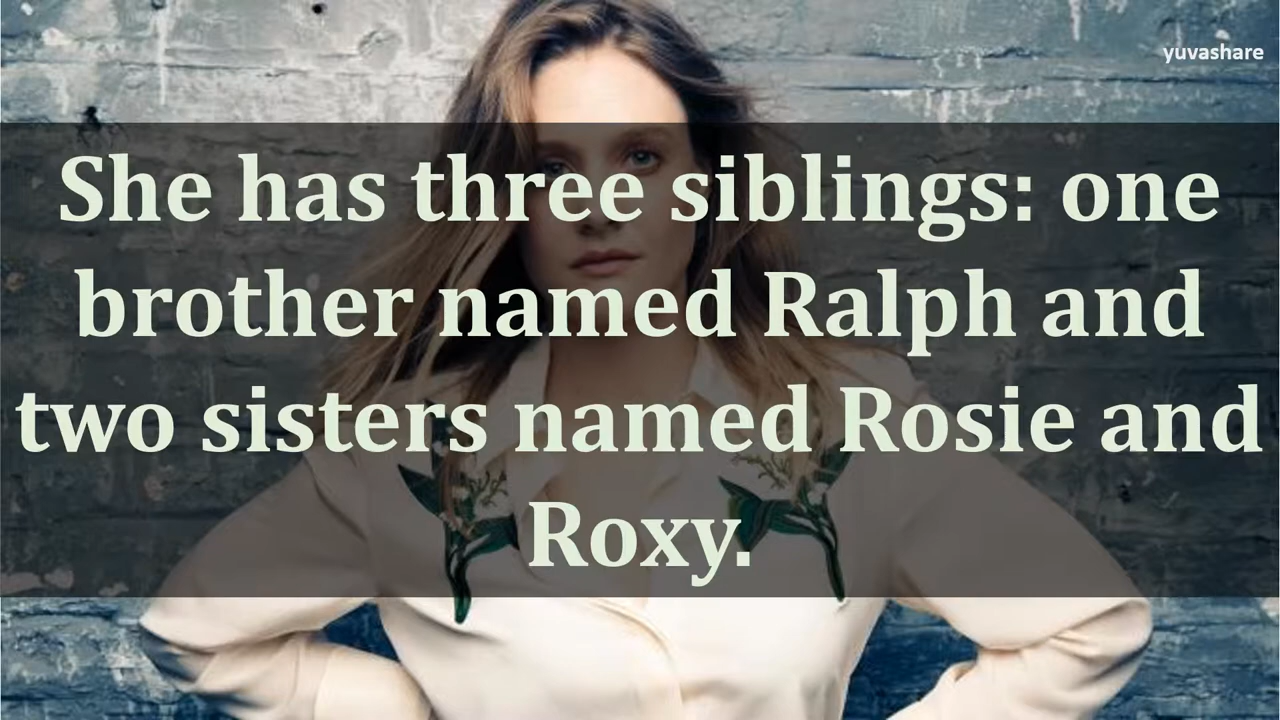 yuvashare
She has three siblings: one
brother named Ralph and
two sisters named Rosie and
Roxy.